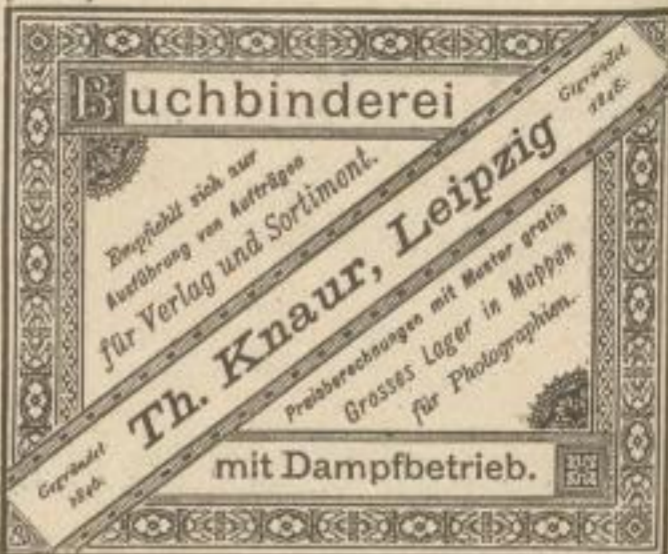 Buchbinderei
Empfiehlt sich zur
Ausführung von Aufträgen
für Verlag und Sortiment.
Gegründet
1846.
Th. Knaur, Leipzig
Gegründet
1846.
Preisberechnungen mit Muster gratis
Grosses Lager in Mappen
für Photographien.
mit Dampfbetrieb.